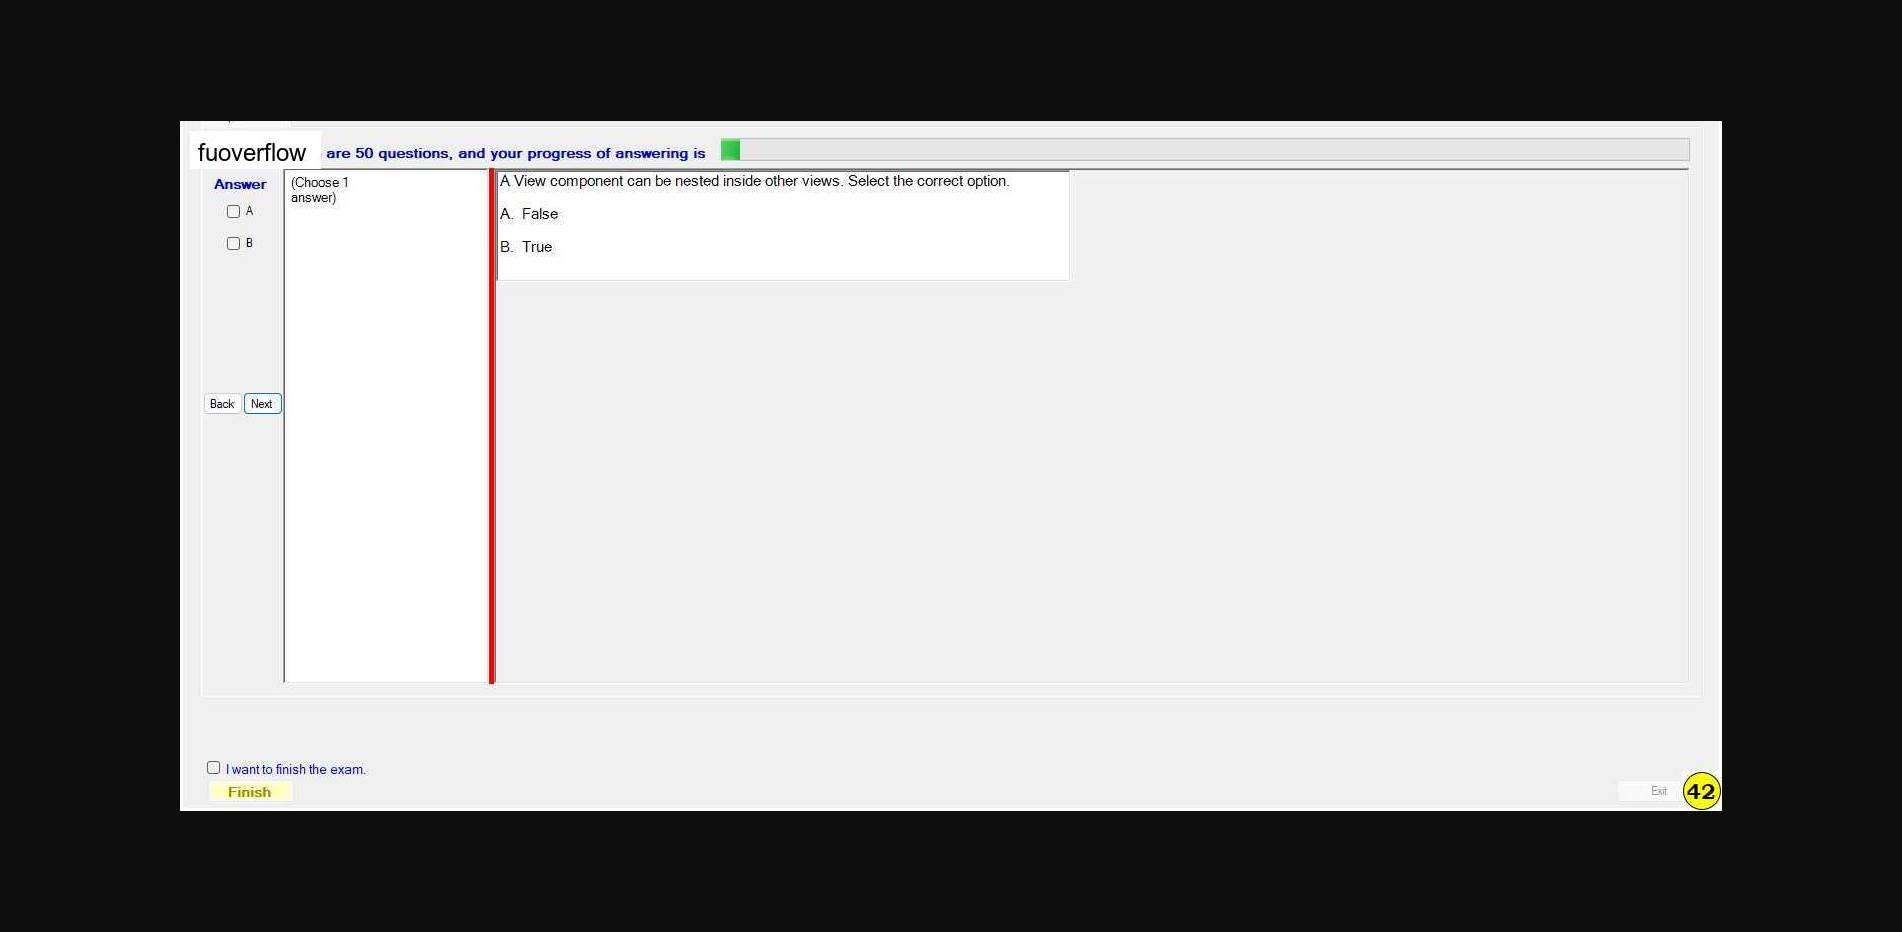 fuoverflow are 50 questions, and your progress of answering is
Answer
A
B
Back Next
(Choose 1
answer)
A View component can be nested inside other views. Select the correct option.
A. False
B. True
I want to finish the exam.
Finish
Exit
42